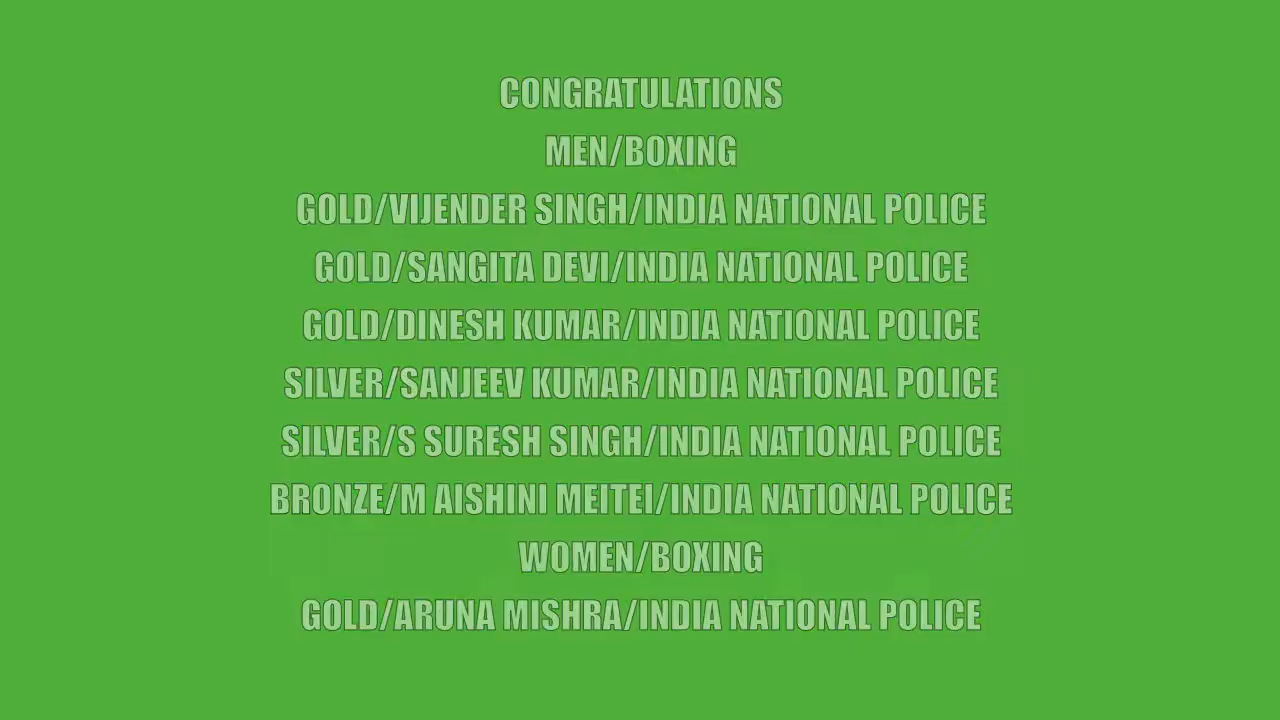 CONGRATULATIONS
MEN/BOXING
GOLD/VIJENDER SINGH/INDIA NATIONAL POLICE
GOLD/SANGITA DEVI/INDIA NATIONAL POLICE
GOLD/DINESH KUMAR/INDIA NATIONAL POLICE
SILVER/SANJEEV KUMAR/INDIA NATIONAL POLICE
SILVER/S SURESH SINGH/INDIA NATIONAL POLICE
BRONZE/M AISHINI MEITEI/INDIA NATIONAL POLICE
WOMEN/BOXING
GOLD/ARUNA MISHRA/INDIA NATIONAL POLICE